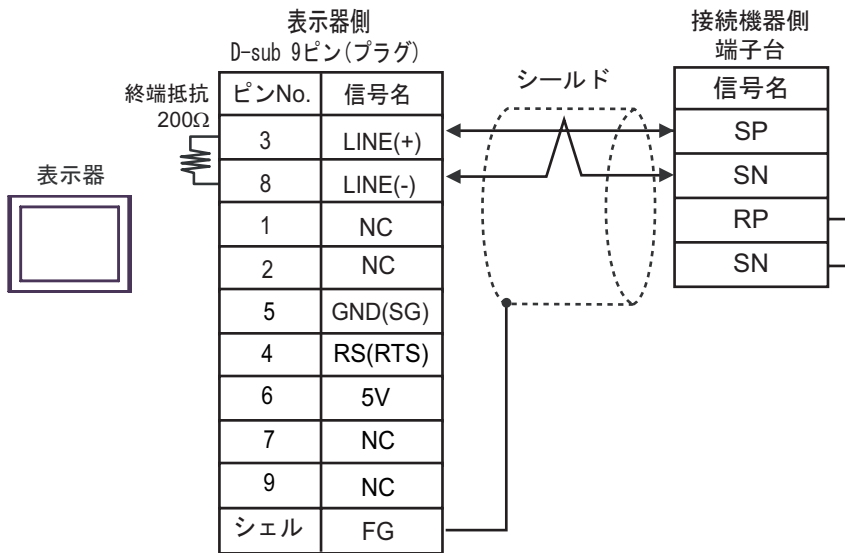 表示器側
D-sub 9ピン(プラグ)
接続機器側
端子台
終端抵抗
200Ω
表示器
シールド
ピンNo. 信号名
3 LINE(+)
8 LINE(-)
1 NC
2 NC
5 GND(SG)
4 RS(RTS)
6 5V
7 NC
9 NC
シェル FG
信号名
SP
SN
RP
SN